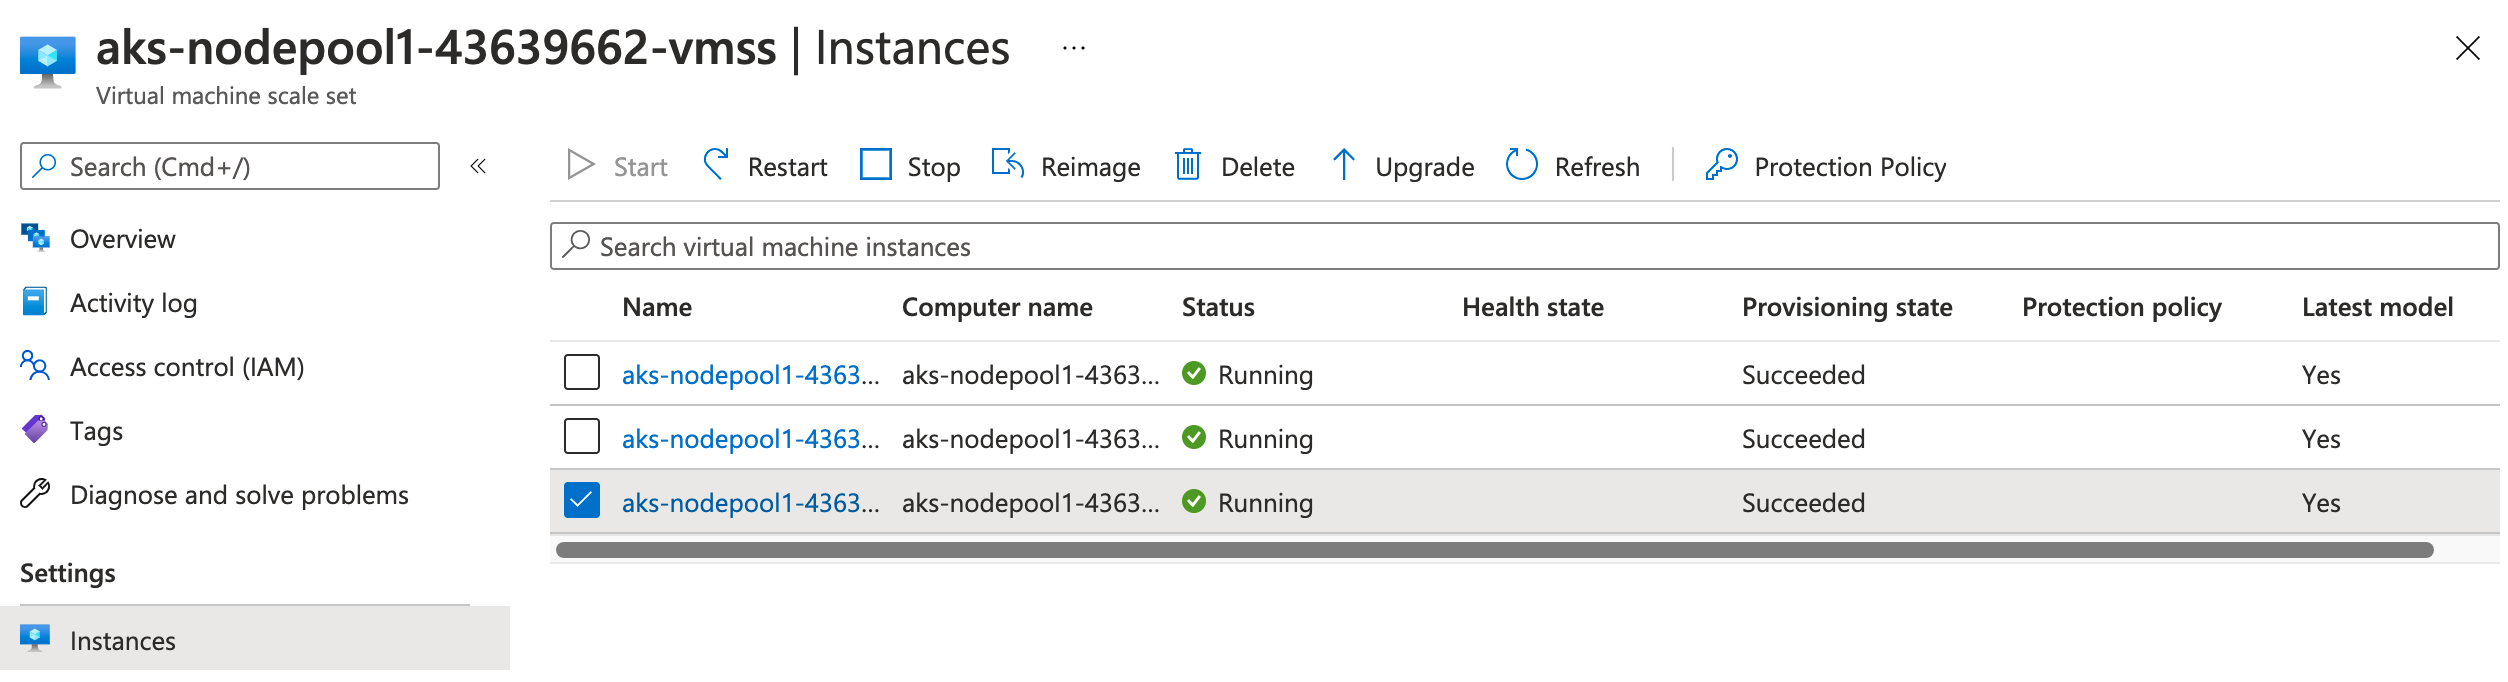 aks-nodepool1-43639662-vmss | Instances ...
Virtual machine scale set
Search (Cmd+/)
«
Start Restart Stop Reimage Delete Upgrade Refresh Protection Policy
Overview
Activity log
Access control (IAM)
Tags
Diagnose and solve problems
Settings
Instances
Search virtual machine instances
Name Computer name Status Health state Provisioning state Protection policy Latest model
aks-nodepool1-4363... aks-nodepool1-4363... Running Succeeded Yes
aks-nodepool1-4363... aks-nodepool1-4363... Running Succeeded Yes
aks-nodepool1-4363... aks-nodepool1-4363... Running Succeeded Yes